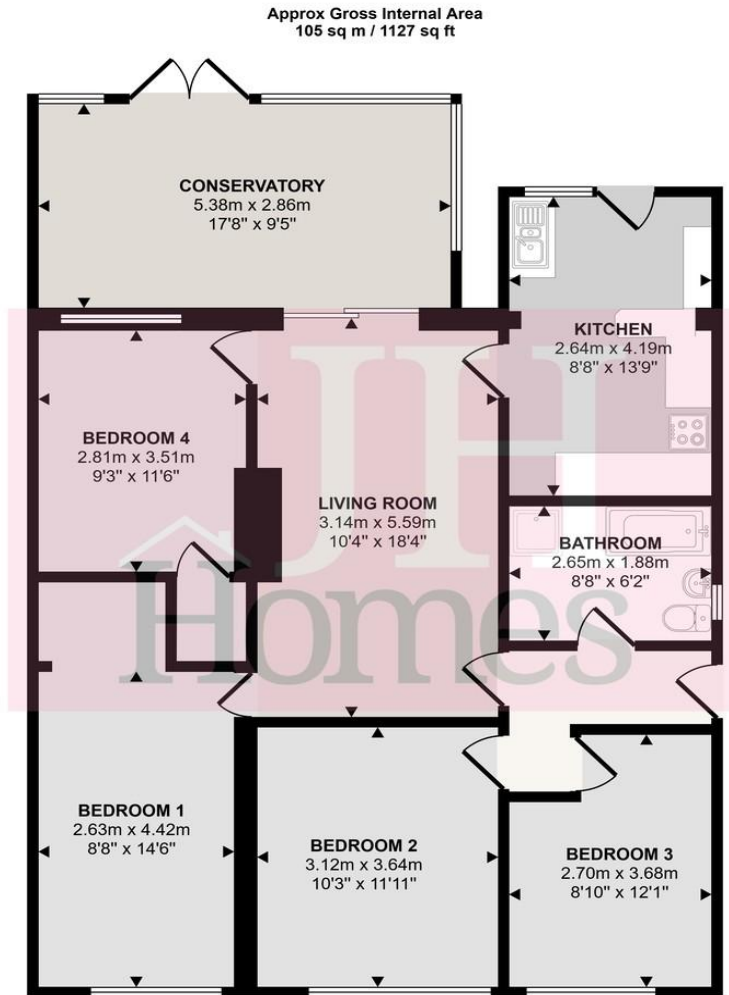 Approx Gross Internal Area
105 sq m / 1127 sq ft
CONSERVATORY
5.38m x 2.86m
17'8" x 9'5"
KITCHEN
2.64m x 4.19m
8'8" x 13'9"
BEDROOM 4
2.81m x 3.51m
9'3" x 11'6"
LIVING ROOM
3.14m x 5.59m
10'4" x 18'4"
BATHROOM
2.65m x 1.88m
8'8" x 6'2"
JH
Homes
BEDROOM 1
2.63m x 4.42m
8'8" x 14'6"
BEDROOM 2
3.12m x 3.64m
10'3" x 11'11"
BEDROOM 3
2.70m x 3.68m
8'10" x 12'1"